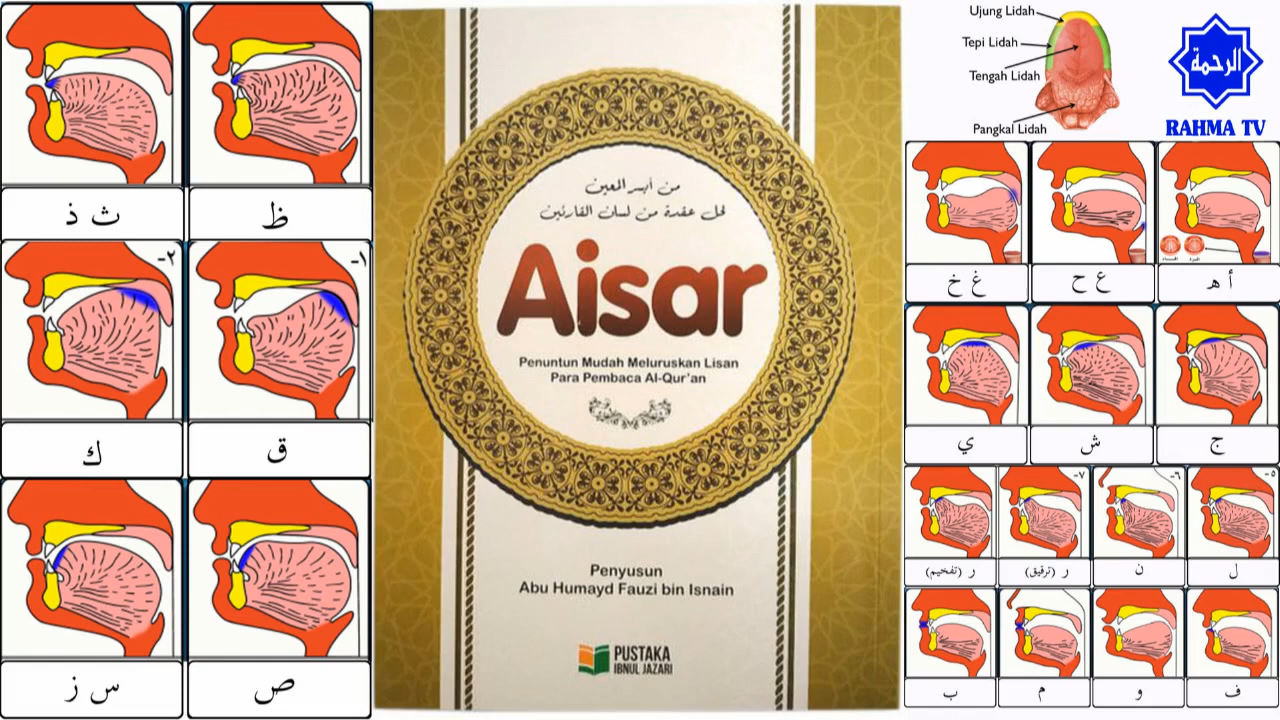 ث ذ
ظ
٢-
١-
ك
ق
س ز
ص
من أيسر المعين
لحل عقدة من لسان القارئين
Aisar
Penuntun Mudah Meluruskan Lisan
Para Pembaca Al-Qur'an
Penyusun
Abu Humayd Fauzi bin Isnain
PUSTAKA
IBNUL JAZARI
Ujung Lidah
Tepi Lidah
Tengah Lidah
Pangkal Lidah
الرحمة
RAHMA TV
غ خ
ع ح
أ ه
ي
ش
ج
٧-
٦-
٥-
ر (تفخيم)
ر (ترقيق)
ن
ل
ب
م
و
ف